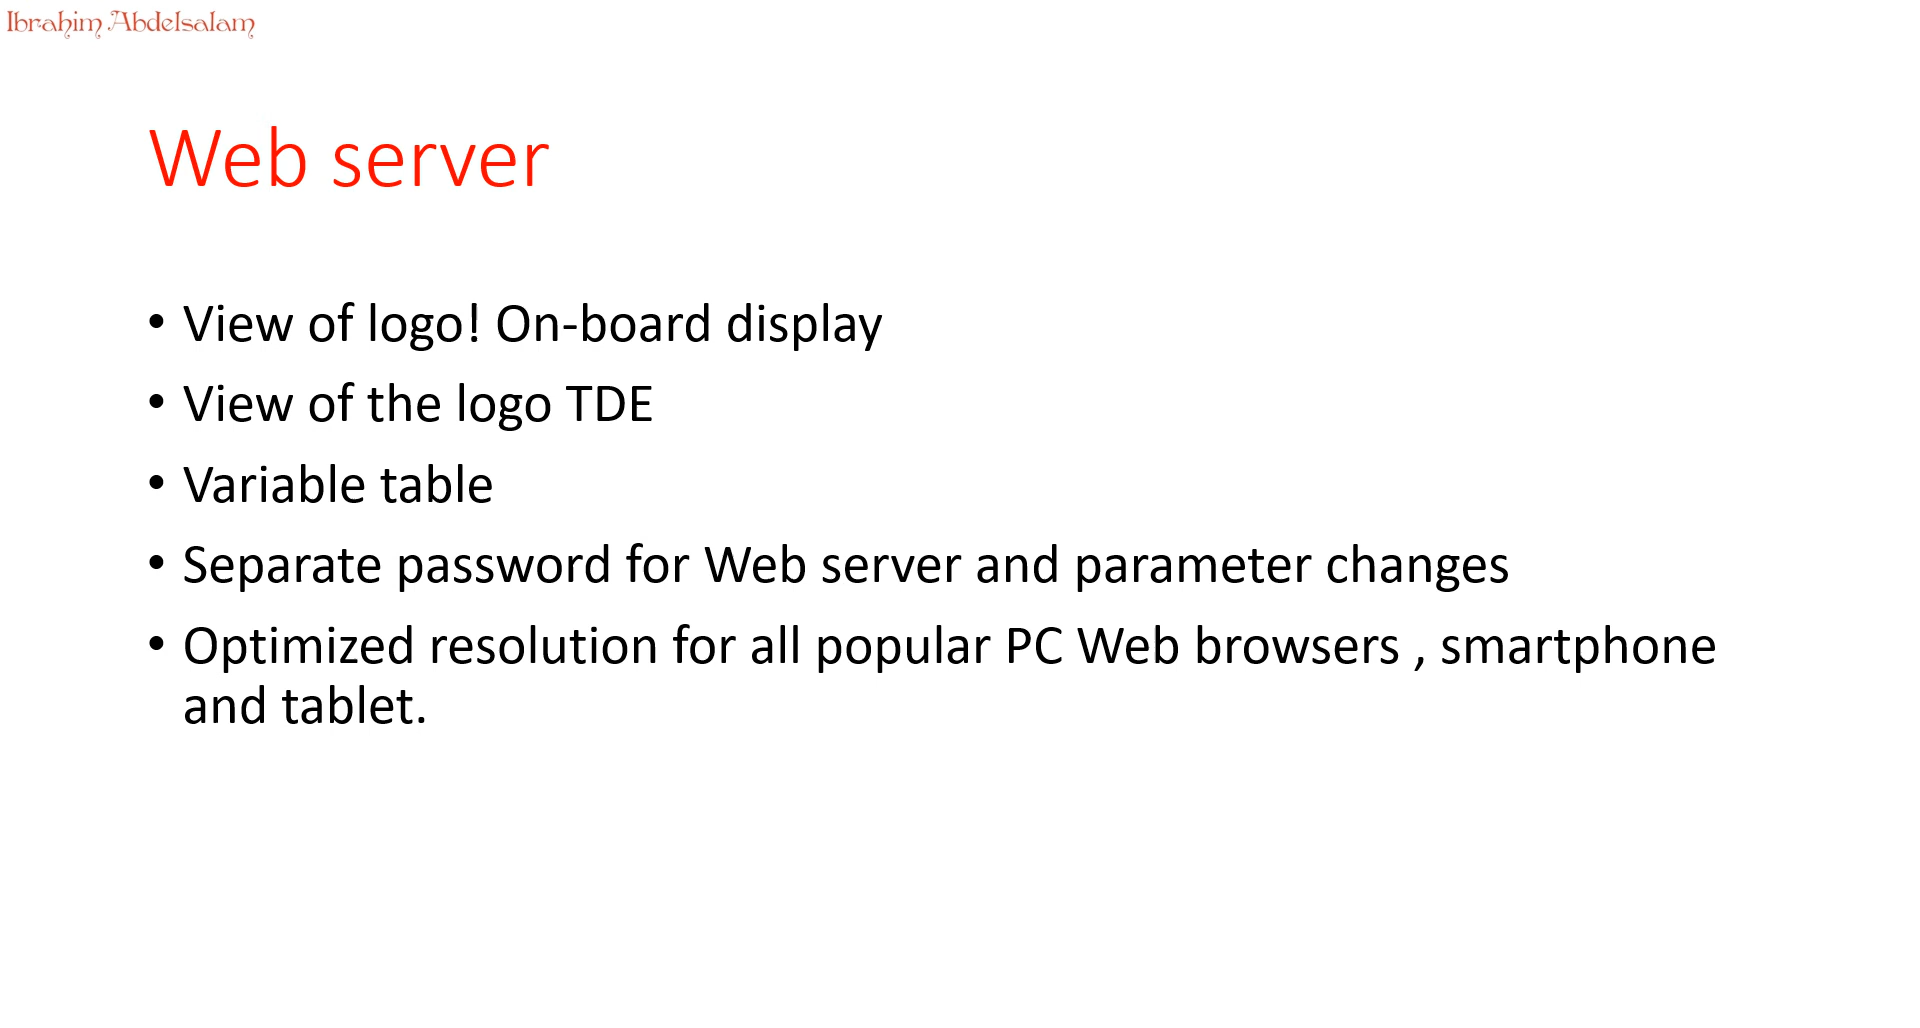 Ibrahim Abdelsalam
Web server
• View of logo! On-board display
• View of the logo TDE
• Variable table
• Separate password for Web server and parameter changes
• Optimized resolution for all popular PC Web browsers , smartphone
and tablet.